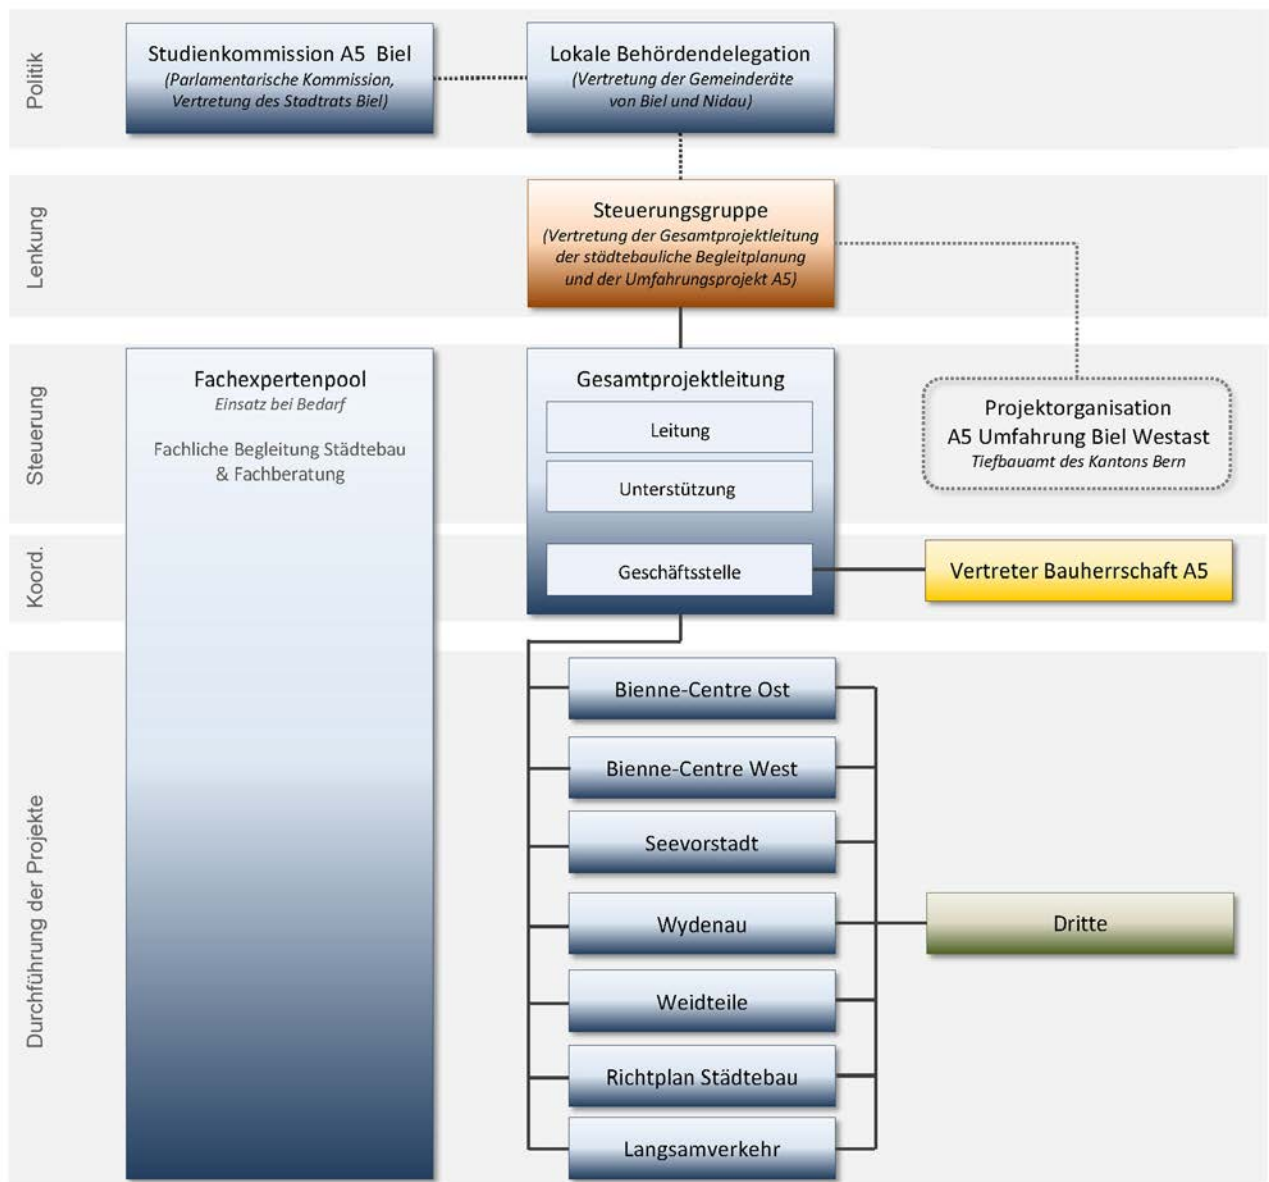 Politik
Studienkommission A5 Biel
(Parlamentarische Kommission,
Vertretung des Stadtrats Biel)
Lokale Behördendelegation
(Vertretung der Gemeinderäte
von Biel und Nidau)
Lenkung
Steuerungsgruppe
(Vertretung der Gesamtprojektleitung
der städtebauliche Begleitplanung
und der Umfahrungsprojekt A5)
Steuerung
Fachexpertenpool
Einsatz bei Bedarf
Fachliche Begleitung Städtebau
& Fachberatung
Gesamtprojektleitung
Leitung
Unterstützung
Projektorganisation
A5 Umfahrung Biel Westast
Tiefbauamt des Kantons Bern
Koord.
Geschäftsstelle
Vertreter Bauherrschaft A5
Durchführung der Projekte
Bienne-Centre Ost
Bienne-Centre West
Seevorstadt
Wydenau
Weidteile
Richtplan Städtebau
Langsamverkehr
Dritte